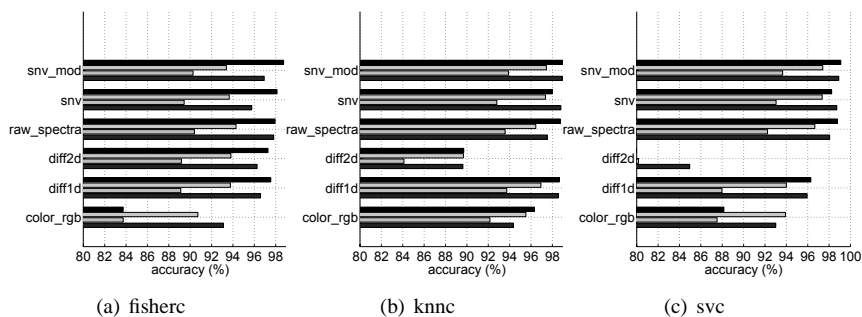 snv_mod
snv
raw_spectra
diff2d
diff1d
color_rgb
80 82 84 86 88 90 92 94 96 98
accuracy (%)
(a) fisherc
snv_mod
snv
raw_spectra
diff2d
diff1d
color_rgb
80 82 84 86 88 90 92 94 96 98
accuracy (%)
(b) knnc
snv_mod
snv
raw_spectra
diff2d
diff1d
color_rgb
80 82 84 86 88 90 92 94 96 98 100
accuracy (%)
(c) svc